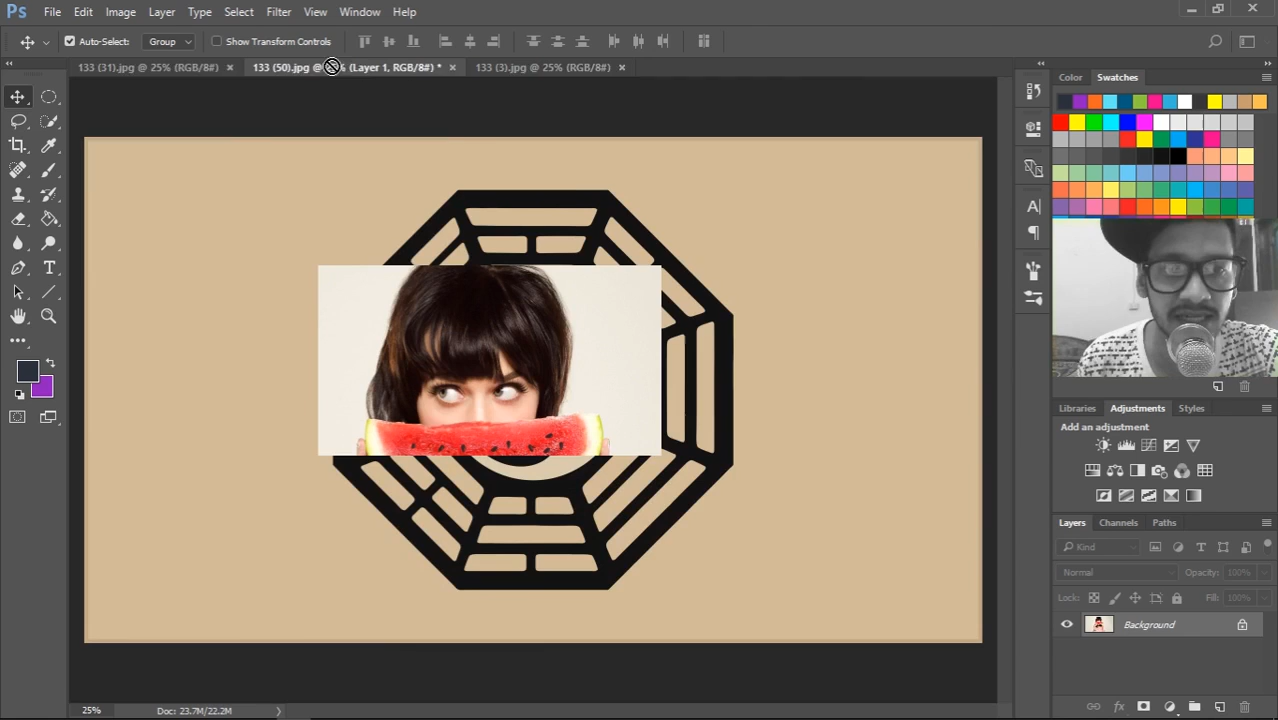 Ps File Edit Image Layer Type Select Filter View Window Help
Auto-Select: Group Show Transform Controls
133 (31).jpg @ 25% (RGB/8#) × 133 (50).jpg @ % (Layer 1, RGB/8#) * × 133 (3).jpg @ 25% (RGB/8#) ×
Color Swatches
Libraries Adjustments Styles
Add an adjustment
Layers Channels Paths
Kind
Normal Opacity: 100%
Lock: Fill: 100%
Background
25% Doc: 23.7M/22.2M